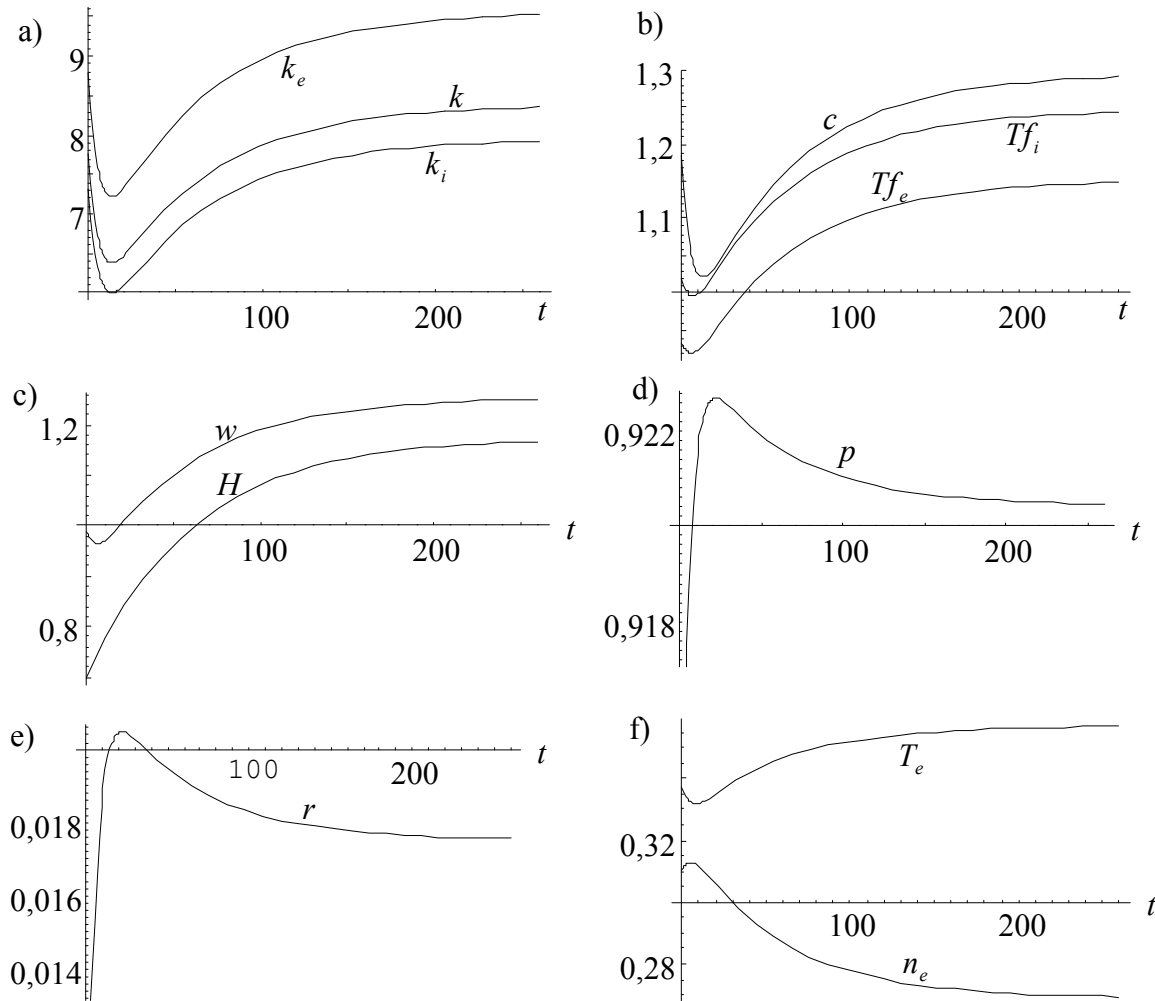 a)
9
8
7
k_e
k
k_i
100
200
t
b)
1,3
1,2
1,1
c
Tf_i
Tf_e
100
200
t
c)
1,2
0,8
w
H
100
200
t
d)
0,922
0,918
p
100
200
t
e)
0,018
0,016
0,014
r
100
200
t
f)
0,32
0,28
T_e
n_e
100
200
t